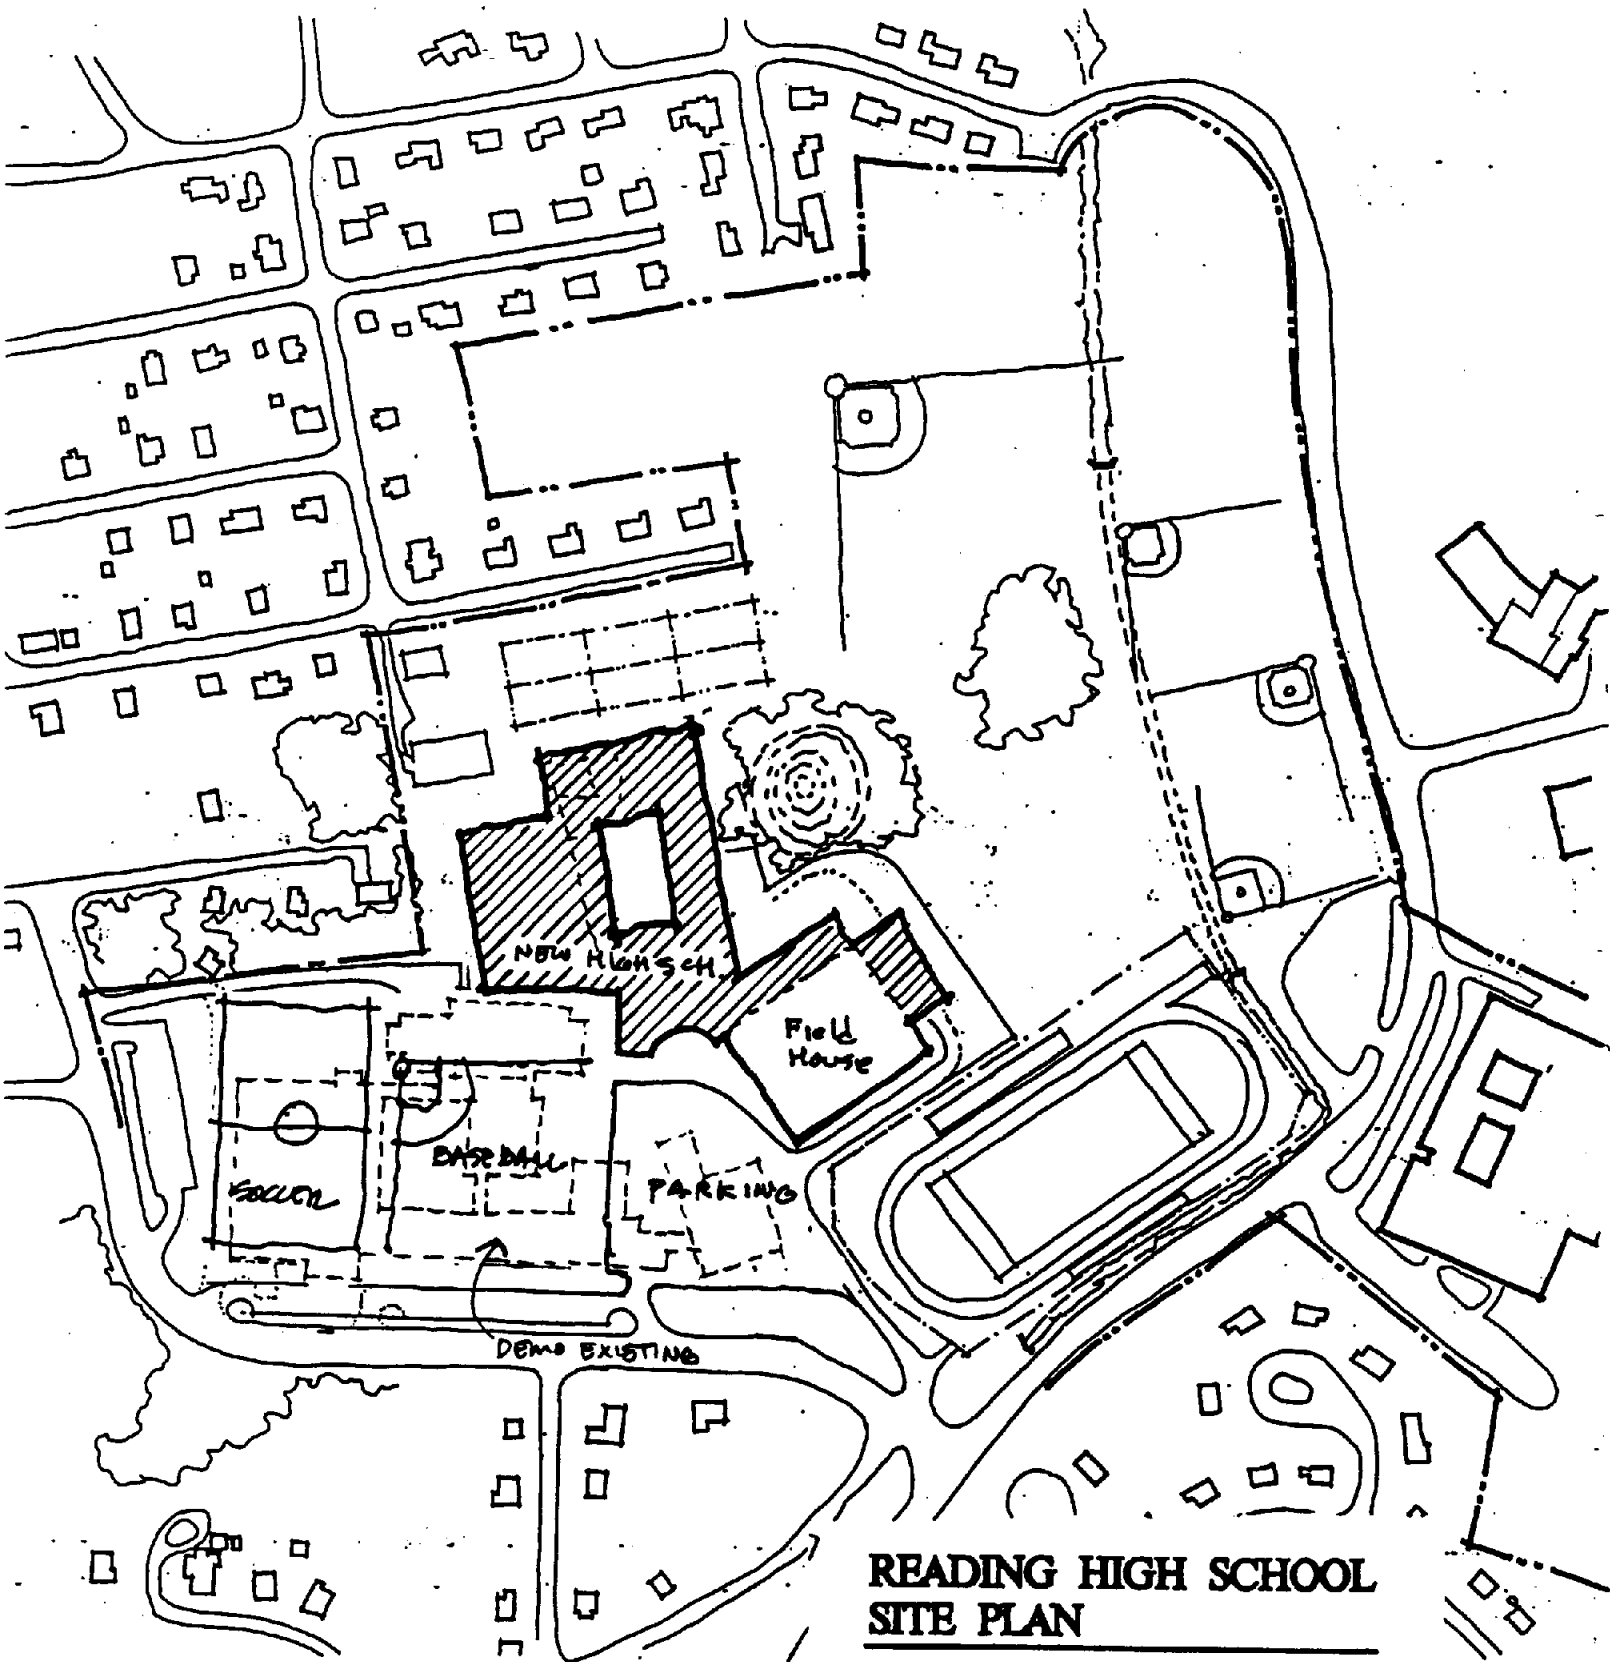 NEW HIGH SCH.
Field
House
BASEBALL
SOCCER
PARKING
DEMO EXISTING
READING HIGH SCHOOL
SITE PLAN